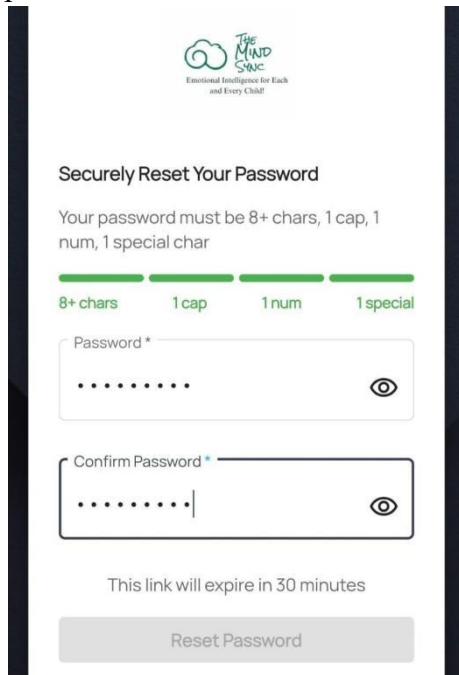 THE
MIND
SYNC
Emotional Intelligence for Each
and Every Child!
Securely Reset Your Password
Your password must be 8+ chars, 1 cap, 1
num, 1 special char
8+ chars 1 cap 1 num 1 special
Password *
Confirm Password *
This link will expire in 30 minutes
Reset Password